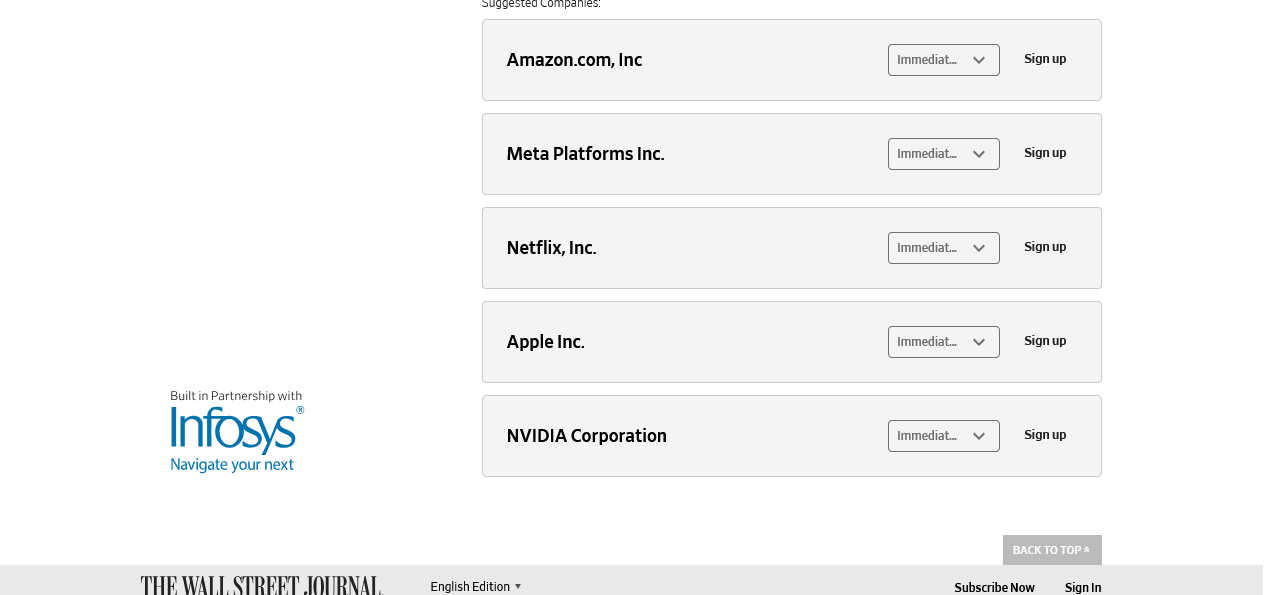 Suggested Companies:
Amazon.com, Inc
Immediat...
Sign up
Meta Platforms Inc.
Immediat...
Sign up
Netflix, Inc.
Immediat...
Sign up
Apple Inc.
Immediat...
Sign up
Built in Partnership with
Infosys®
Navigate your next
NVIDIA Corporation
Immediat...
Sign up
BACK TO TOP
THE WALL STREET JOURNAL.
English Edition
Subscribe Now
Sign In